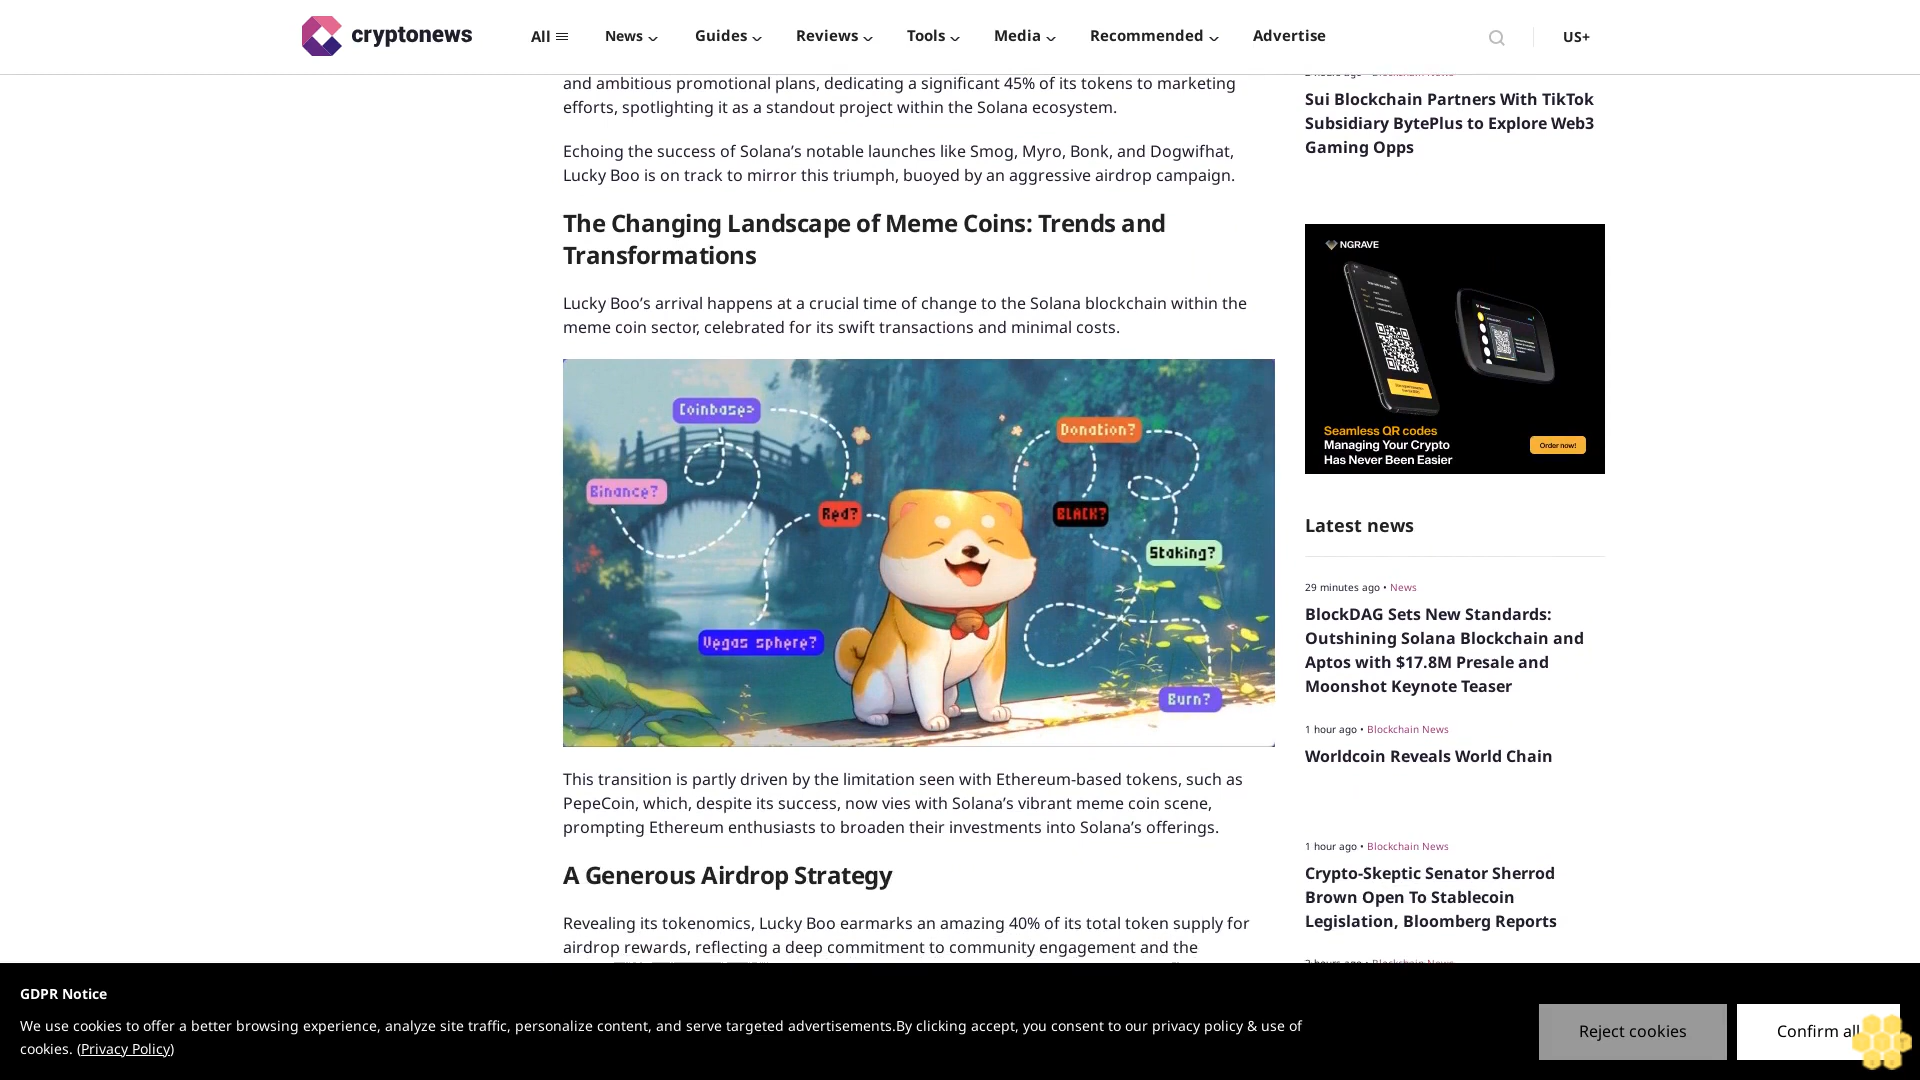 cryptonews
All
News
Guides
Reviews
Tools
Media
Recommended
Advertise
US+
and ambitious promotional plans, dedicating a significant 45% of its tokens to marketing
efforts, spotlighting it as a standout project within the Solana ecosystem.
Echoing the success of Solana’s notable launches like Smog, Myro, Bonk, and Dogwifhat,
Lucky Boo is on track to mirror this triumph, buoyed by an aggressive airdrop campaign.
The Changing Landscape of Meme Coins: Trends and
Transformations
Lucky Boo’s arrival happens at a crucial time of change to the Solana blockchain within the
meme coin sector, celebrated for its swift transactions and minimal costs.
Coinbase?
Donation?
Binance?
Red?
BLACK?
Staking?
Vegas sphere?
Burn?
This transition is partly driven by the limitation seen with Ethereum-based tokens, such as
PepeCoin, which, despite its success, now vies with Solana’s vibrant meme coin scene,
prompting Ethereum enthusiasts to broaden their investments into Solana’s offerings.
A Generous Airdrop Strategy
Revealing its tokenomics, Lucky Boo earmarks an amazing 40% of its total token supply for
airdrop rewards, reflecting a deep commitment to community engagement and the
Sui Blockchain Partners With TikTok
Subsidiary BytePlus to Explore Web3
Gaming Opps
NGRAVE
Seamless QR codes
Managing Your Crypto
Has Never Been Easier
Order now!
Latest news
29 minutes ago • News
BlockDAG Sets New Standards:
Outshining Solana Blockchain and
Aptos with $17.8M Presale and
Moonshot Keynote Teaser
1 hour ago • Blockchain News
Worldcoin Reveals World Chain
1 hour ago • Blockchain News
Crypto-Skeptic Senator Sherrod
Brown Open To Stablecoin
Legislation, Bloomberg Reports
GDPR Notice
We use cookies to offer a better browsing experience, analyze site traffic, personalize content, and serve targeted advertisements.By clicking accept, you consent to our privacy policy & use of
cookies. (Privacy Policy)
Reject cookies
Confirm all